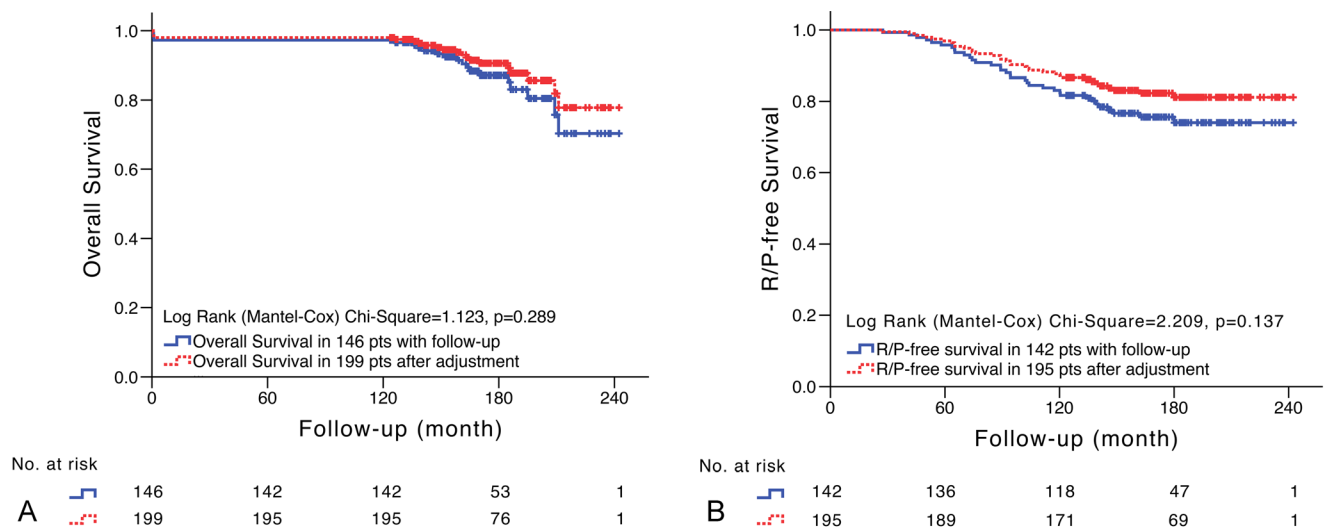 Overall Survival
1.0
0.8
0.6
0.4
0.2
0.0
Log Rank (Mantel-Cox) Chi-Square=1.123, p=0.289
Overall Survival in 146 pts with follow-up
Overall Survival in 199 pts after adjustment
0 60 120 180 240
Follow-up (month)
No. at risk
146 142 142 53 1
199 195 195 76 1
A
R/P-free Survival
1.0
0.8
0.6
0.4
0.2
0.0
Log Rank (Mantel-Cox) Chi-Square=2.209, p=0.137
R/P-free survival in 142 pts with follow-up
R/P-free survival in 195 pts after adjustment
0 60 120 180 240
Follow-up (month)
No. at risk
142 136 118 47 1
195 189 171 69 1
B